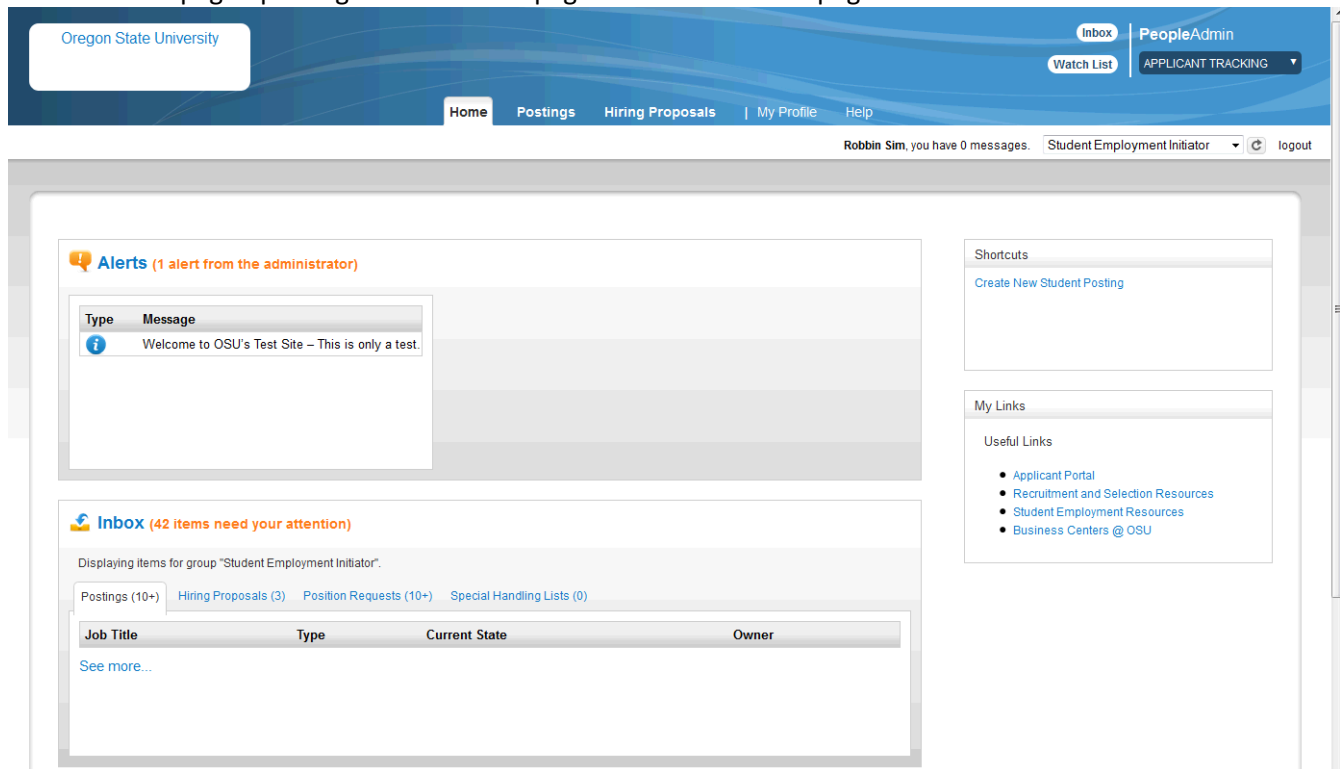 Oregon State University
Inbox
PeopleAdmin
Watch List
APPLICANT TRACKING
Home Postings Hiring Proposals | My Profile Help
Robbin Sim, you have 0 messages. Student Employment Initiator logout
Alerts (1 alert from the administrator)
Type Message
Welcome to OSU's Test Site – This is only a test.
Shortcuts
Create New Student Posting
My Links
Useful Links
Applicant Portal
Recruitment and Selection Resources
Student Employment Resources
Business Centers @ OSU
Inbox (42 items need your attention)
Displaying items for group "Student Employment Initiator".
Postings (10+) Hiring Proposals (3) Position Requests (10+) Special Handling Lists (0)
Job Title Type Current State Owner
See more...